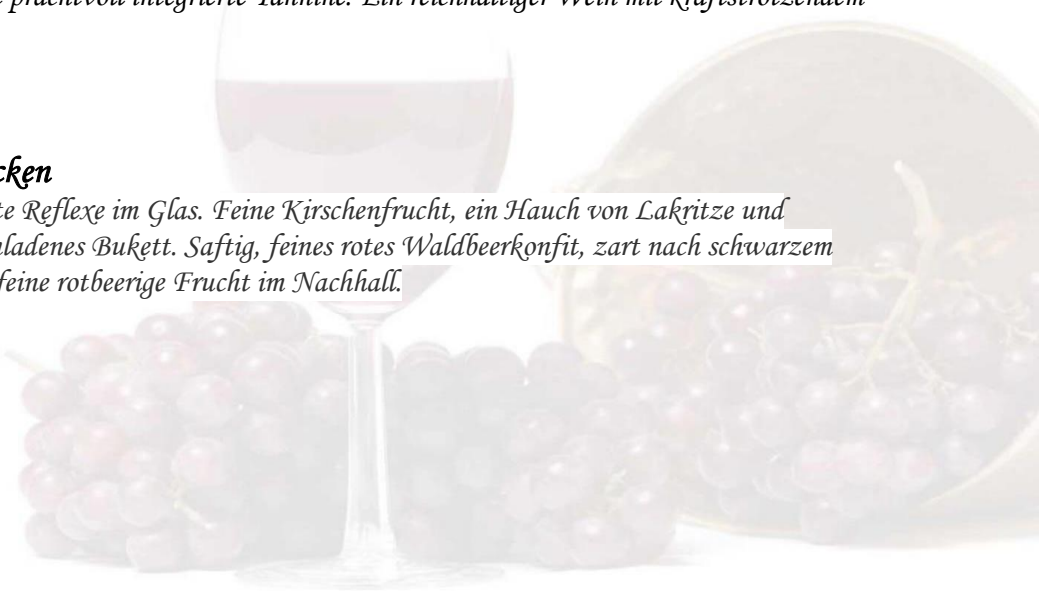 prachtvoll integrierte Tannine. Ein reichhaltiger Wein mit kraftstrotzendem
cken
te Reflexe im Glas. Feine Kirschenfrucht, ein Hauch von Lakritze und
ladenes Bukett. Saftig, feines rotes Waldbeerkonfit, zart nach schwarzem
feine rotbeerige Frucht im Nachhall.